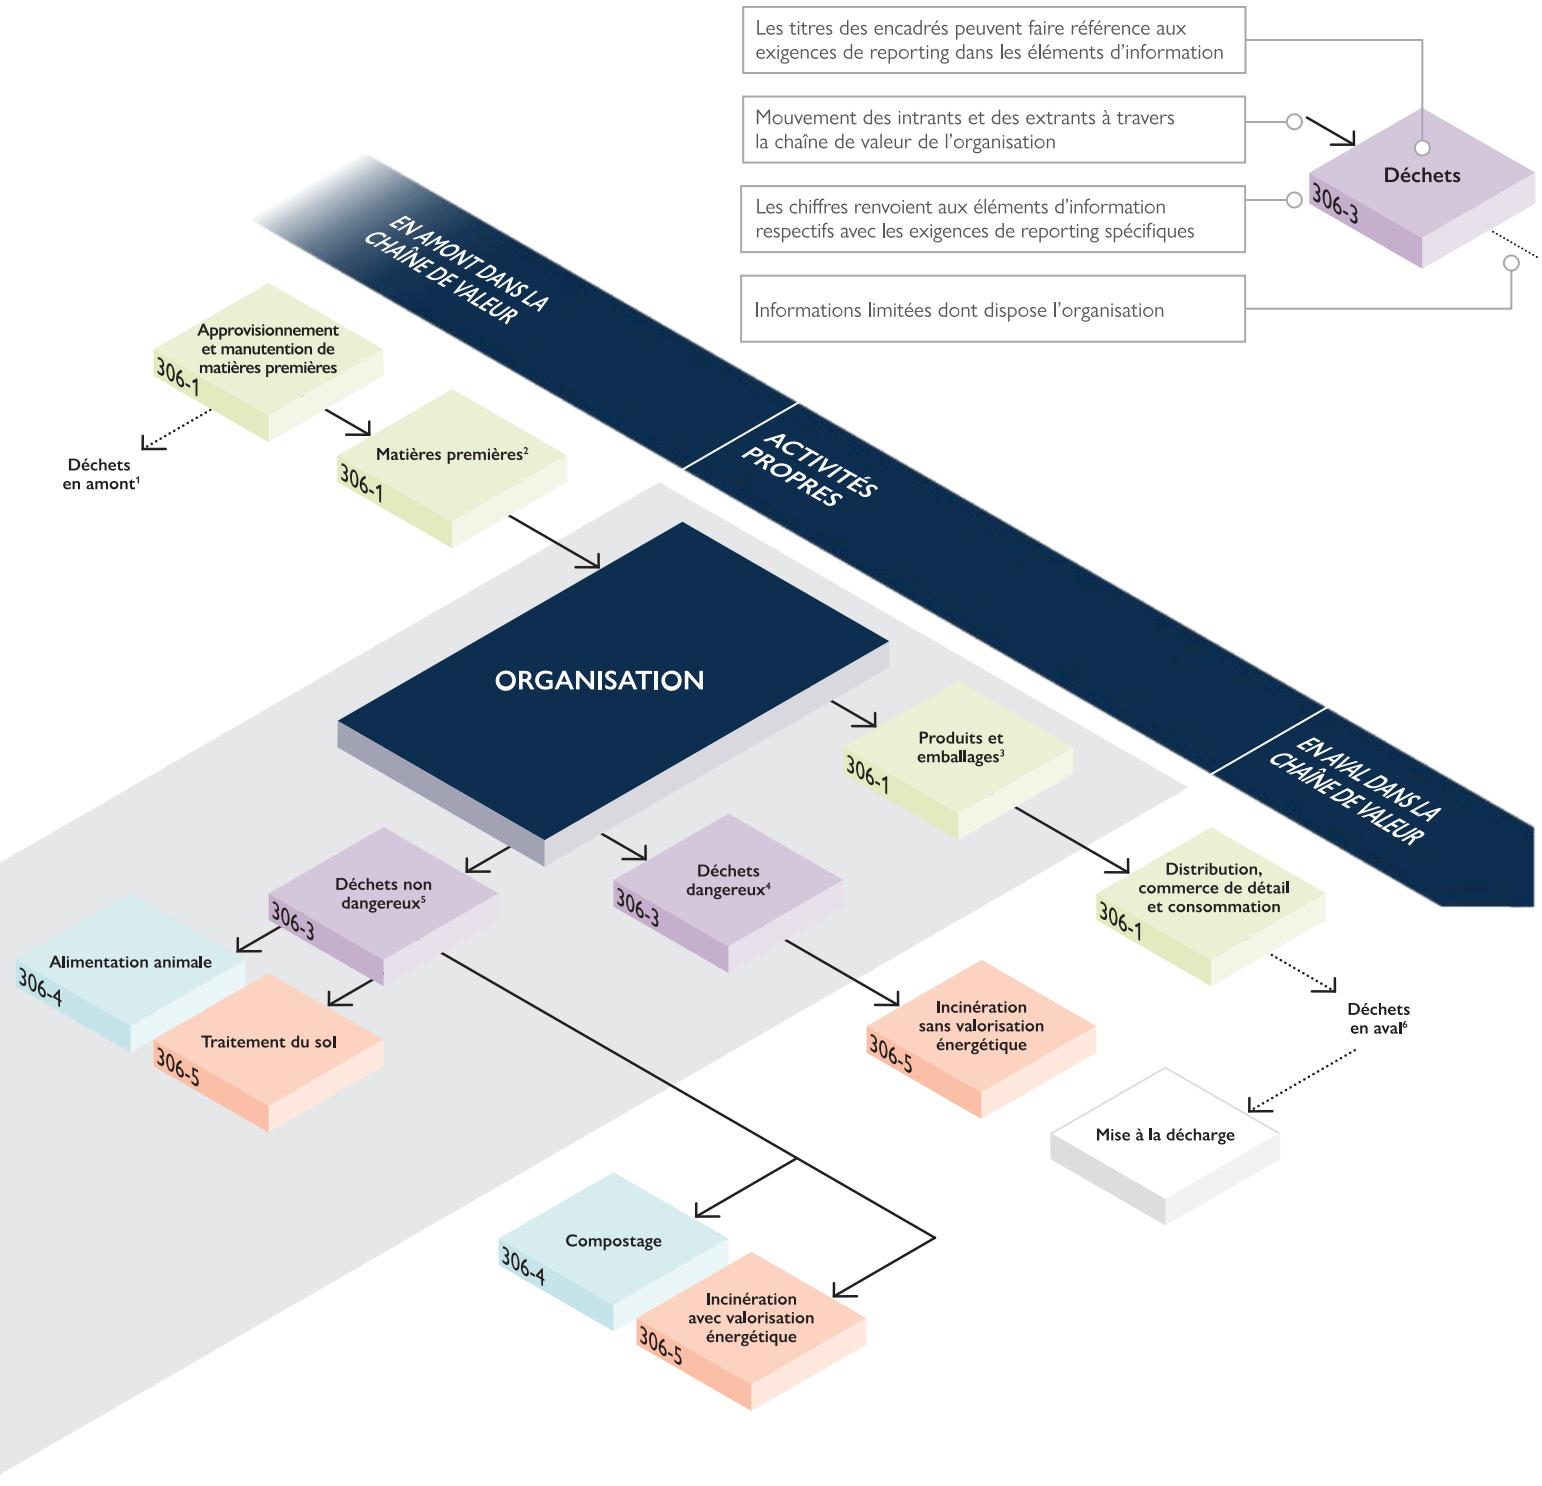 Les titres des encadrés peuvent faire référence aux
exigences de reporting dans les éléments d’information
Mouvement des intrants et des extrants à travers
la chaîne de valeur de l’organisation
Les chiffres renvoient aux éléments d’information
respectifs avec les exigences de reporting spécifiques
Informations limitées dont dispose l’organisation
Déchets
306-3
EN AMONT DANS LA
CHAÎNE DE VALEUR
ACTIVITÉS
PROPRES
EN AVAL DANS LA
CHAÎNE DE VALEUR
Approvisionnement
et manutention de
matières premières
306-1
Déchets
en amont¹
Matières premières²
306-1
ORGANISATION
Produits et
emballages³
306-1
Déchets non
dangereux⁵
306-3
Déchets
dangereux⁴
306-3
Distribution,
commerce de détail
et consommation
306-1
Alimentation animale
306-4
Traitement du sol
306-5
Incinération
sans valorisation
énergétique
306-5
Déchets
en aval⁶
Mise à la décharge
Compostage
306-4
Incinération
avec valorisation
énergétique
306-5